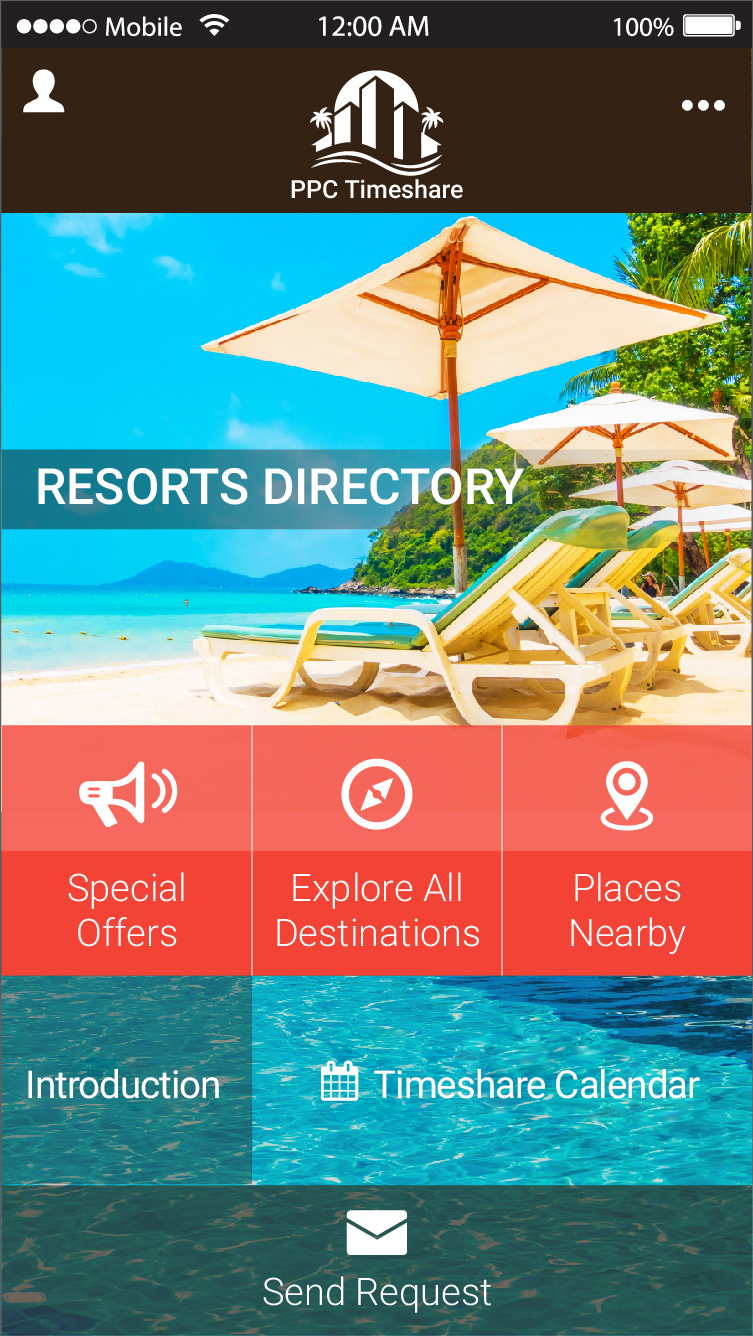 Mobile 12:00 AM 100%
PPC Timeshare
RESORTS DIRECTORY
Special
Offers
Explore All
Destinations
Places
Nearby
Introduction
Timeshare Calendar
Send Request